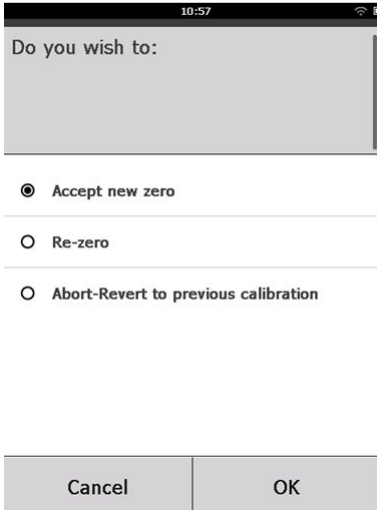 10:57
Do you wish to:
Accept new zero
Re-zero
Abort-Revert to previous calibration
Cancel
OK